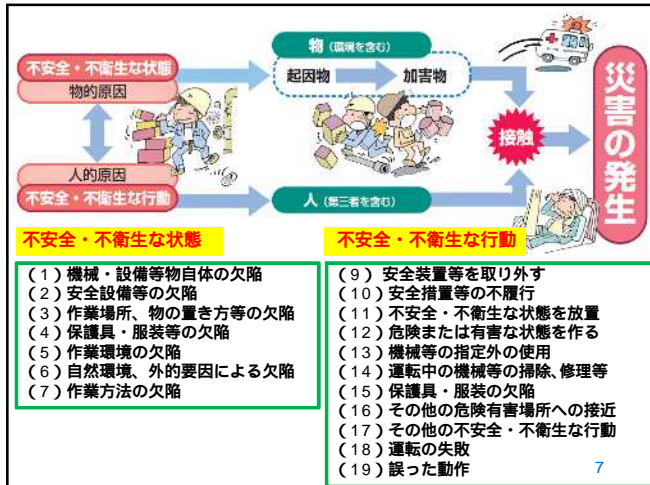 物（環境を含む）
不安全・不衛生な状態
物的原因
起因物
加害物
接触
災害の発生
人的原因
不安全・不衛生な行動
人（第三者を含む）
不安全・不衛生な状態
（１）機械・設備等物自体の欠陥
（２）安全設備等の欠陥
（３）作業場所、物の置き方等の欠陥
（４）保護具・服装等の欠陥
（５）作業環境の欠陥
（６）自然環境、外的要因による欠陥
（７）作業方法の欠陥
不安全・不衛生な行動
（９） 安全装置等を取り外す
（１０）安全措置等の不履行
（１１）不安全・不衛生な状態を放置
（１２）危険または有害な状態を作る
（１３）機械等の指定外の使用
（１４）運転中の機械等の掃除、修理等
（１５）保護具・服装の欠陥
（１６）その他の危険有害場所への接近
（１７）その他の不安全・不衛生な行動
（１８）運転の失敗
（１９）誤った動作
7